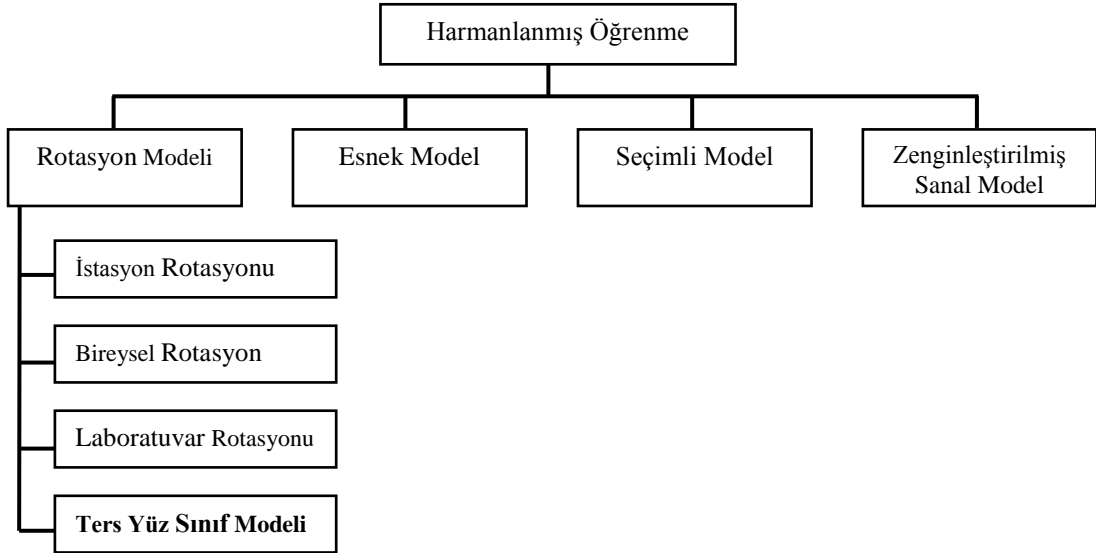 Harmanlanmış Öğrenme
Rotasyon Modeli
Esnek Model
Seçimli Model
Zenginleştirilmiş
Sanal Model
İstasyon Rotasyonu
Bireysel Rotasyon
Laboratuvar Rotasyonu
Ters Yüz Sınıf Modeli